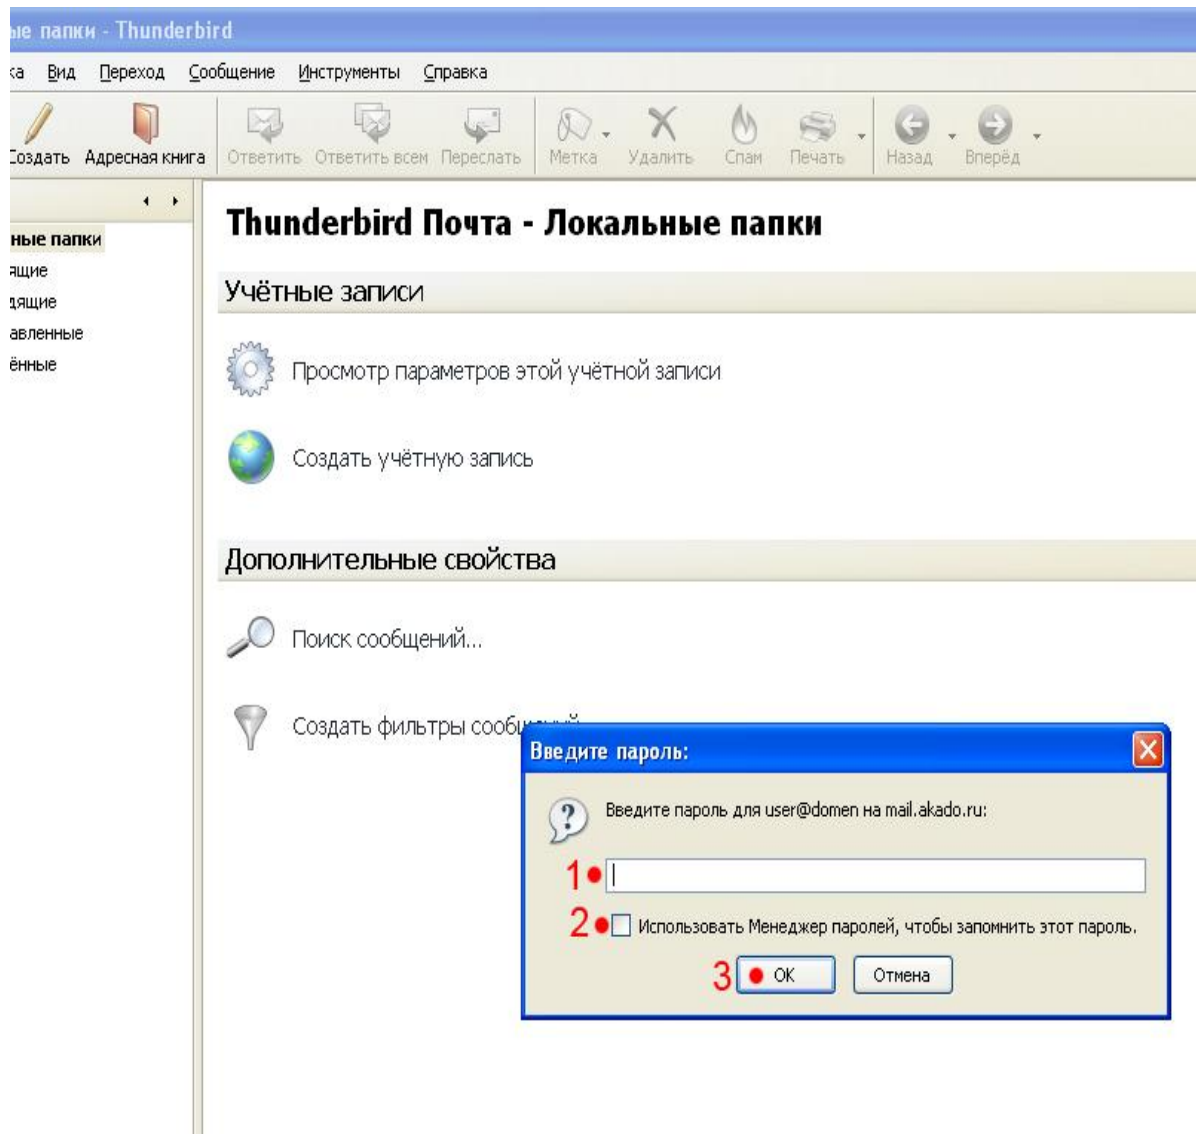 ые папки - Thunderbird
ка Вид Переход Сообщение Инструменты Справка
Создать Адресная книга Ответить Ответить всем Переслать Метка Удалить Спам Печать Назад Вперёд
ные папки
ящие
дящие
авленные
ённые
Thunderbird Почта - Локальные папки
Учётные записи
Просмотр параметров этой учётной записи
Создать учётную запись
Дополнительные свойства
Поиск сообщений...
Создать фильтры сообщений
Введите пароль:
Введите пароль для user@domen на mail.akado.ru:
1
2 Использовать Менеджер паролей, чтобы запомнить этот пароль.
3 OK Отмена